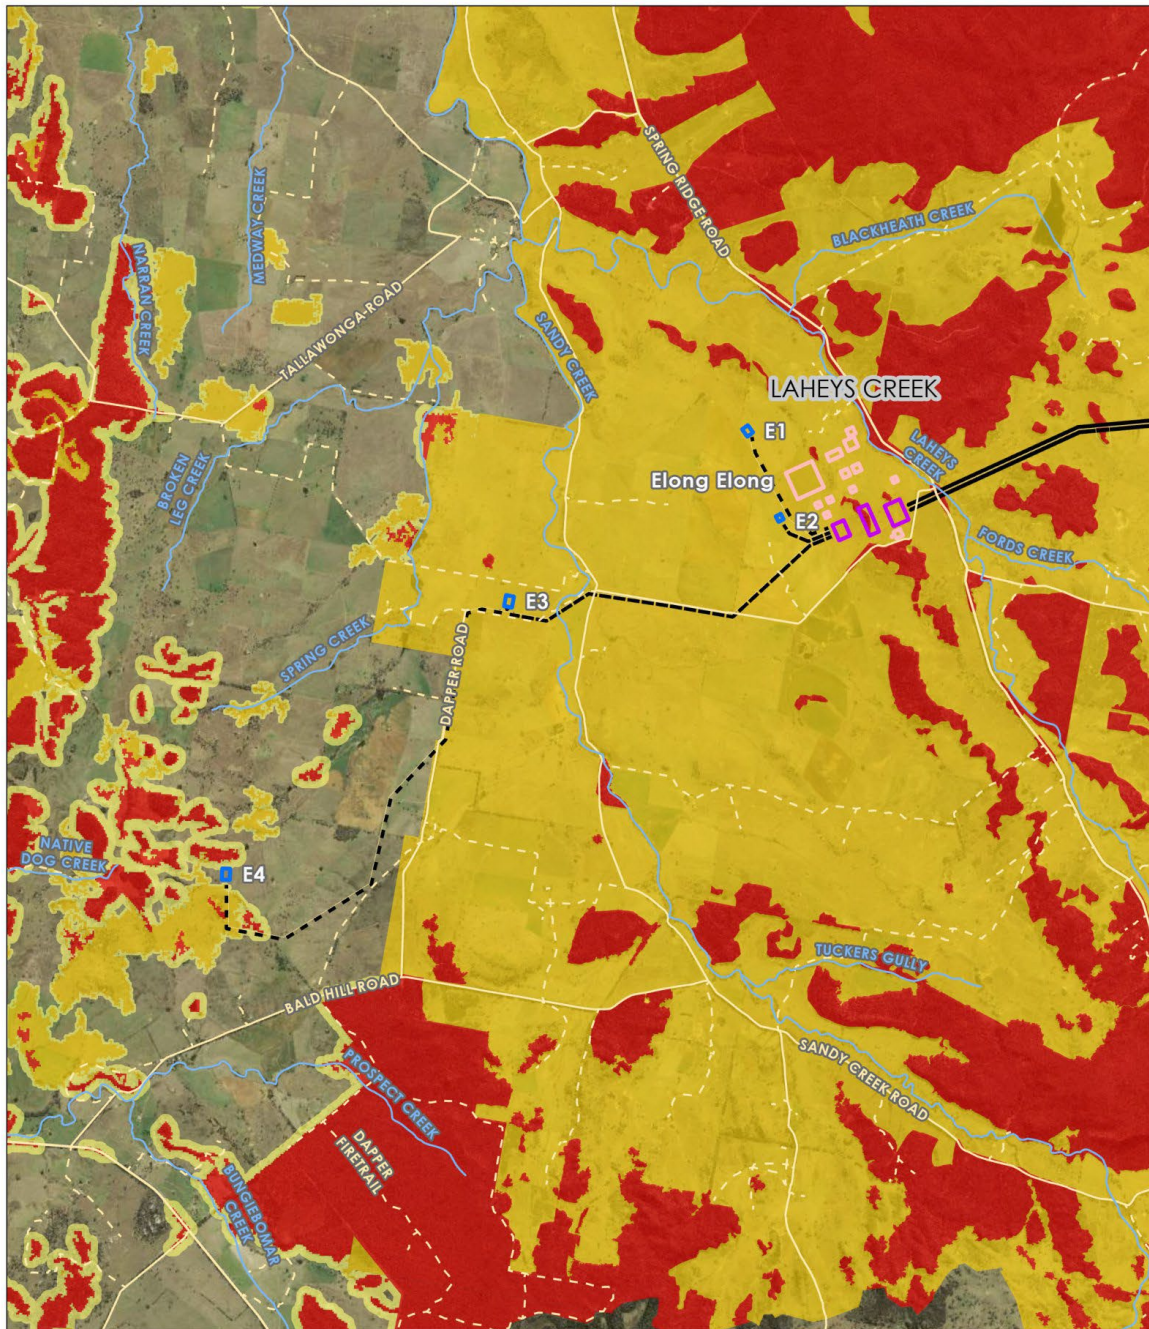 SPRING RIDGE ROAD
BLACKHEATH CREEK
MEDWAY CREEK
NARRAN CREEK
TALLAWONGA ROAD
SANDY CREEK
LAHEYS CREEK
E1
LAHEYS
CREEK
BROKEN
LEG CREEK
Elong Elong
E2
FORDS CREEK
E3
SPRING CREEK
DAPPER ROAD
NATIVE
DOG CREEK
E4
TUCKERS GULLY
BALD HILL ROAD
SANDY CREEK ROAD
PROSPECT CREEK
DAPPER
FIRETRAIL
BUNGIEBOMAR
CREEK